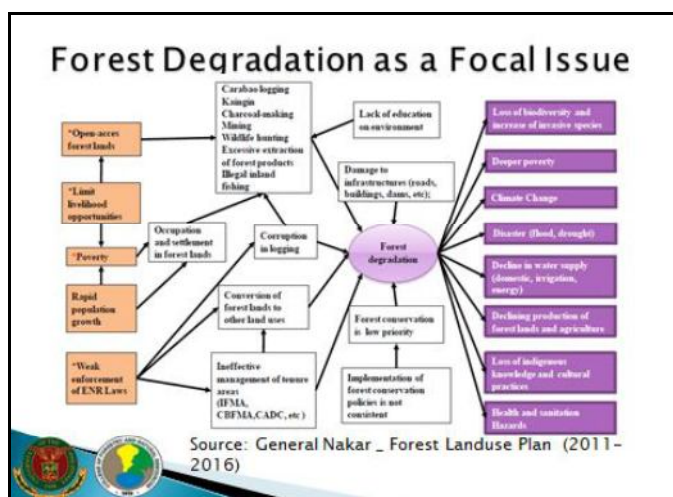 Forest Degradation as a Focal Issue
Carabao logging
Kaingin
Charcoal-making
Mining
Wildlife hunting
Excessive extraction
of forest products
Illegal inland
fishing
Lack of education
on environment
Loss of biodiversity and
increase of invasive species
*Open-acces
forest lands
Damage to
infrastructures (roads,
buildings, dams, etc);
Deeper poverty
*Limit
livelihood
opportunities
Climate Change
Occupation
and settlement
in forest lands
Corruption
in logging
Forest
degradation
Disaster (flood, drought)
*Poverty
Decline in water supply
(domestic, irrigation,
energy)
Rapid
population
growth
Conversion of
forest lands to
other land uses
Forest conservation
is low priority
Declining production of
forest lands and agriculture
*Weak
enforcement
of ENR Laws
Ineffective
management of tenure
areas
(IFMA,
CBFMA,CADC, etc )
Implementation of
forest conservation
policies is not
consistent
Loss of indigenous
knowledge and cultural
practices
Health and sanitation
Hazards
Source: General Nakar _ Forest Landuse Plan (2011-
2016)